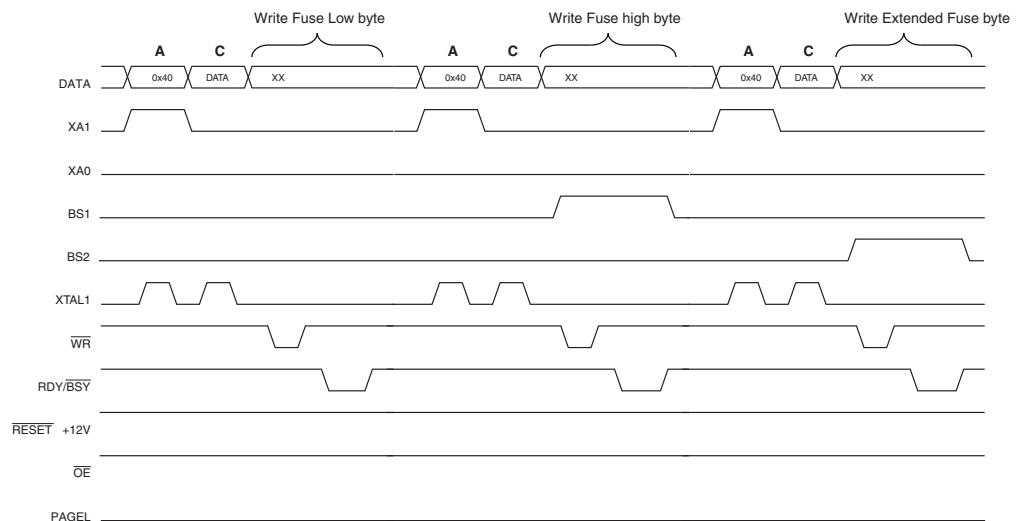 Write Fuse Low byte Write Fuse high byte Write Extended Fuse byte
A C A C A C
DATA 0x40 DATA XX 0x40 DATA XX 0x40 DATA XX
XA1
XA0
BS1
BS2
XTAL1
WR
RDY/BSY
RESET +12V
OE
PAGEL